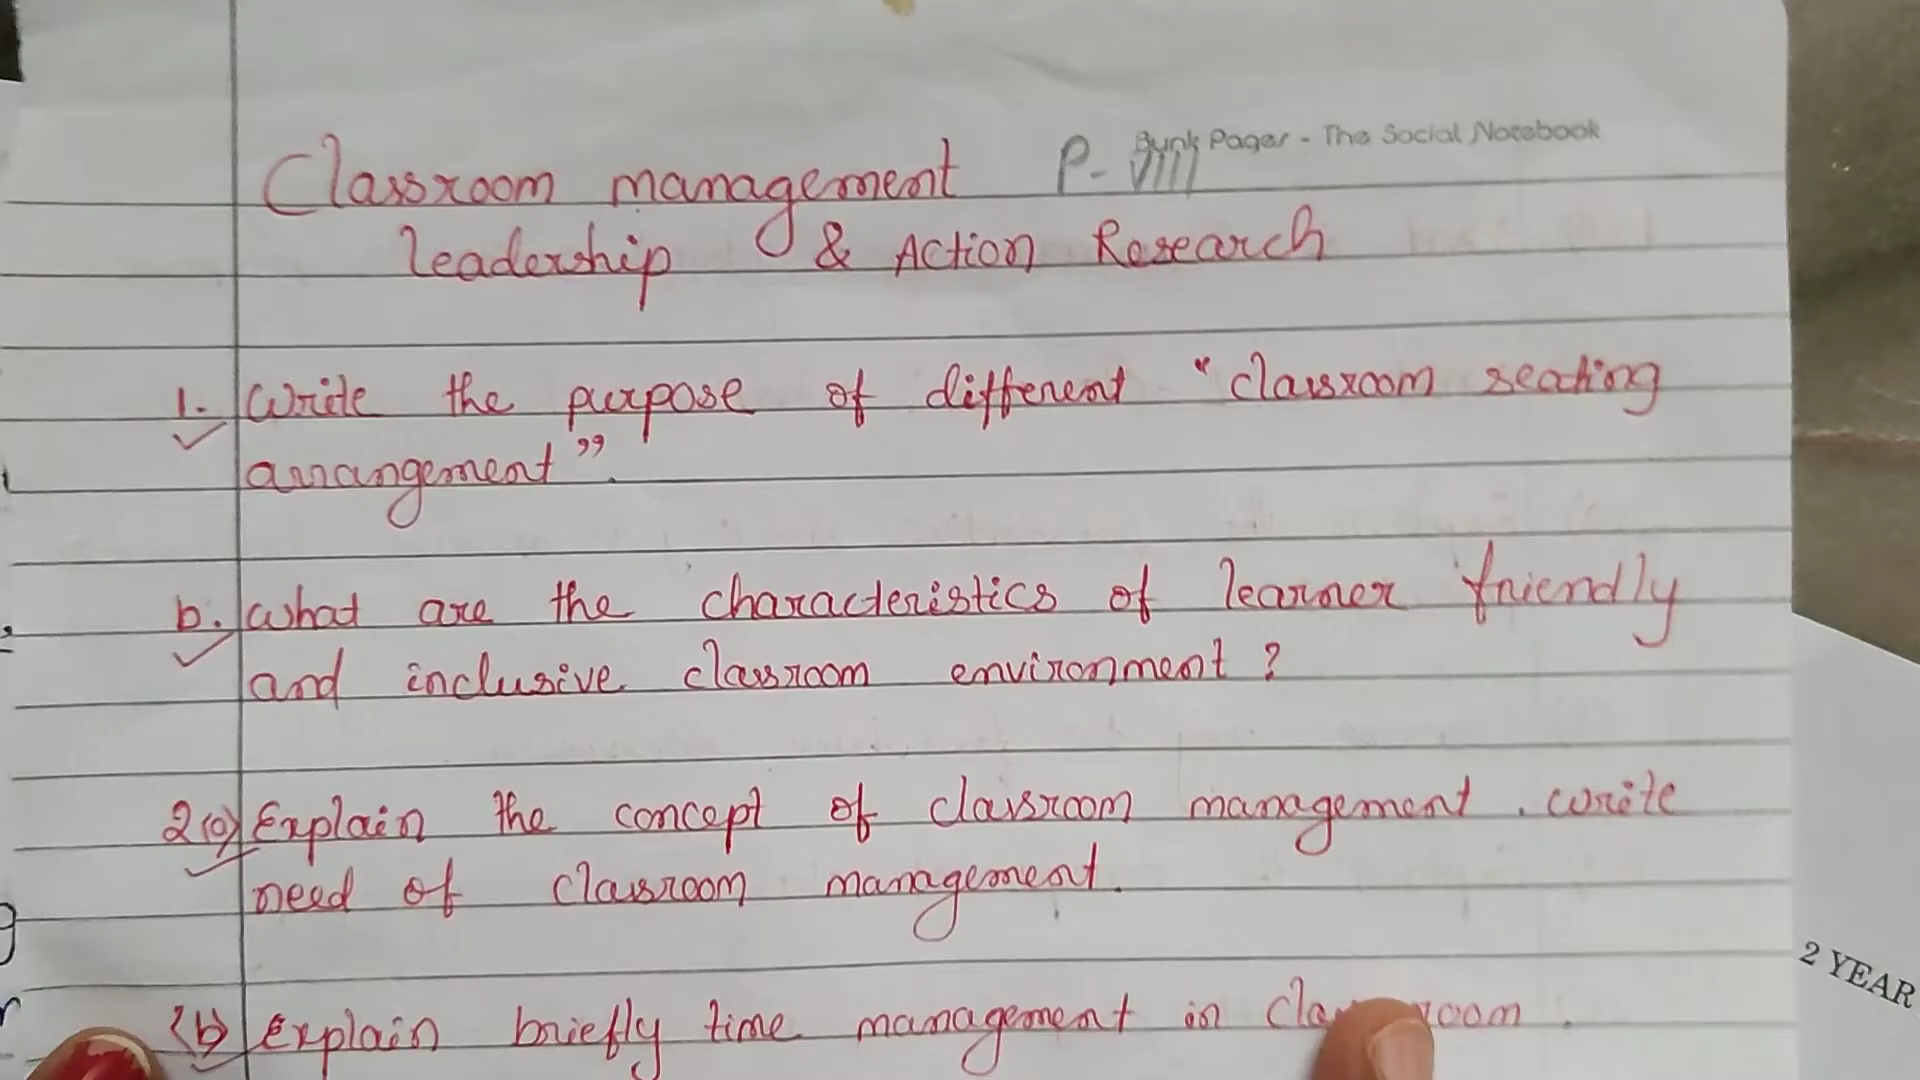 Bunk Pages - The Social Notebook
Classroom management P- VIII
leadership & Action Research
1. Write the purpose of different "classroom seating
arrangement".
b. What are the characteristics of learner friendly
and inclusive classroom environment?
2(a) Explain the concept of classroom management. write
need of classroom management.
(b) Explain briefly time management in classroom.
2 YEAR